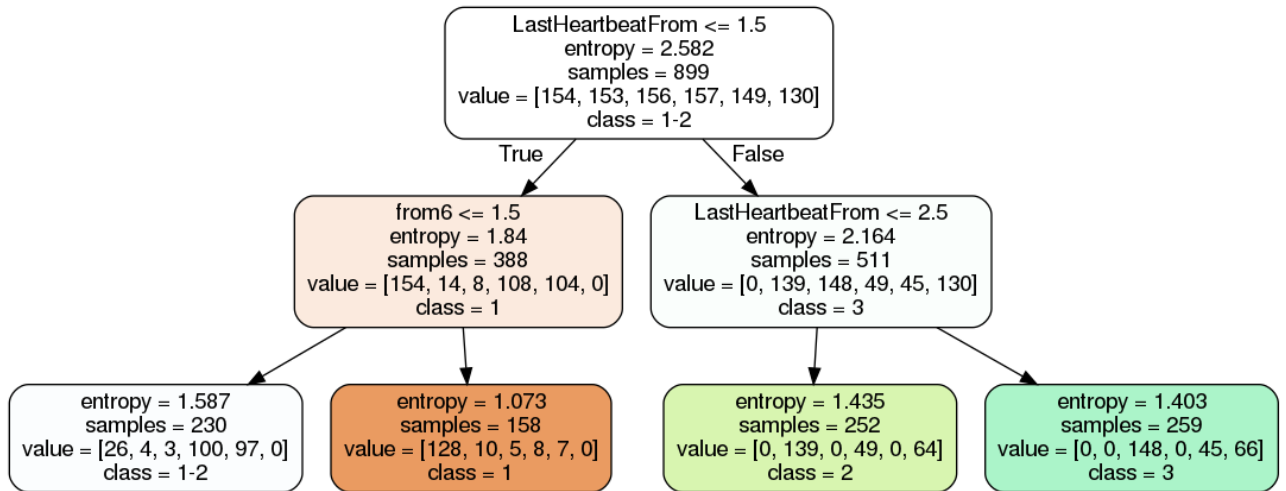 LastHeartbeatFrom <= 1.5
entropy = 2.582
samples = 899
value = [154, 153, 156, 157, 149, 130]
class = 1-2
True
False
from6 <= 1.5
entropy = 1.84
samples = 388
value = [154, 14, 8, 108, 104, 0]
class = 1
LastHeartbeatFrom <= 2.5
entropy = 2.164
samples = 511
value = [0, 139, 148, 49, 45, 130]
class = 3
entropy = 1.587
samples = 230
value = [26, 4, 3, 100, 97, 0]
class = 1-2
entropy = 1.073
samples = 158
value = [128, 10, 5, 8, 7, 0]
class = 1
entropy = 1.435
samples = 252
value = [0, 139, 0, 49, 0, 64]
class = 2
entropy = 1.403
samples = 259
value = [0, 0, 148, 0, 45, 66]
class = 3